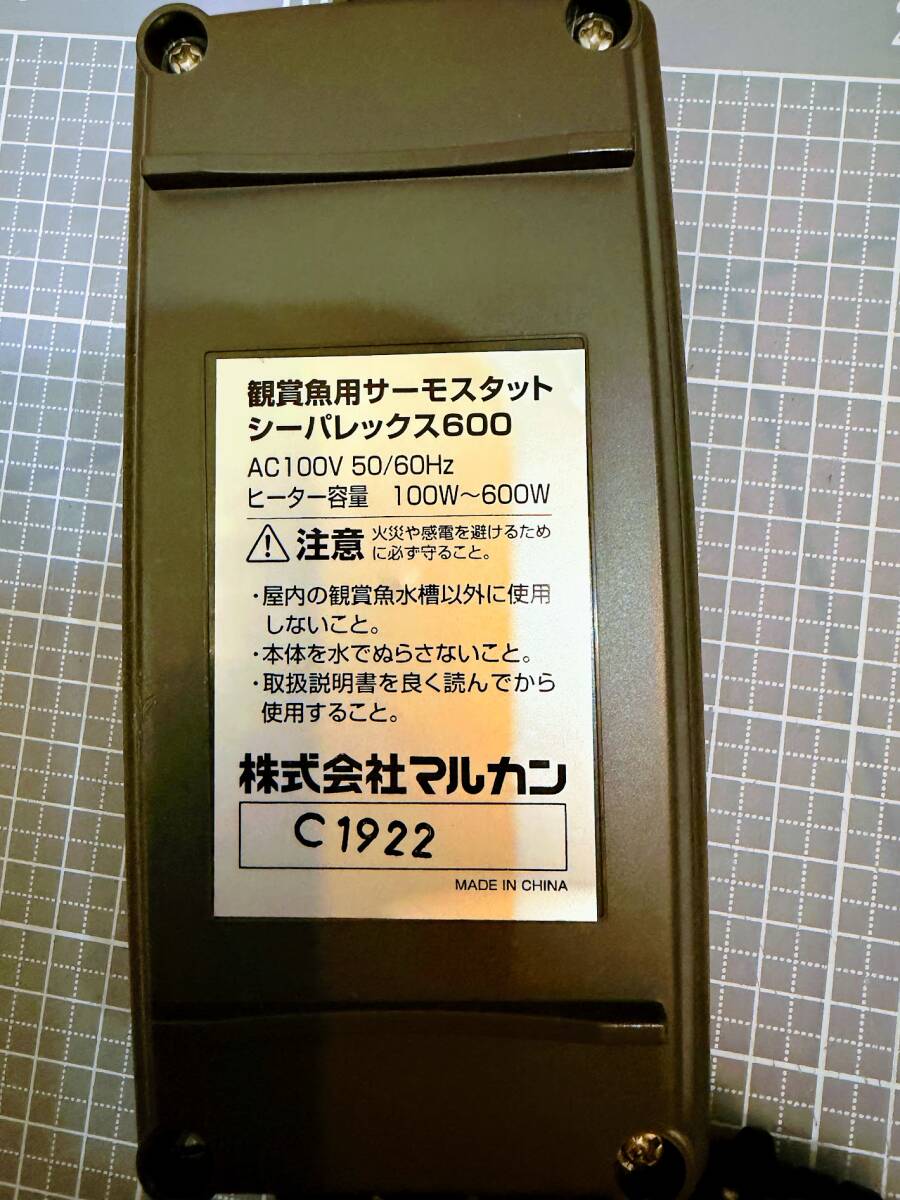 観賞魚用サーモスタット
シーパレックス600
AC100V 50/60Hz
ヒーター容量 100W～600W
注意 火災や感電を避けるため
に必ず守ること。
・屋内の観賞魚水槽以外に使用
しないこと。
・本体を水でぬらさないこと。
・取扱説明書を良く読んでから
使用すること。
株式会社マルカン
C1922
MADE IN CHINA